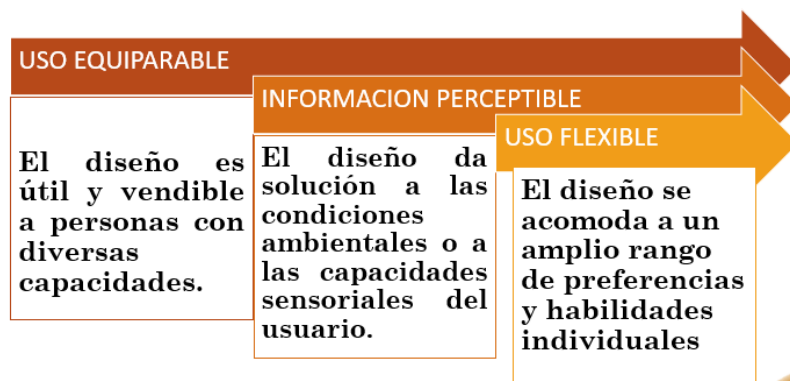 USO EQUIPARABLE
El diseño es
útil y vendible
a personas con
diversas
capacidades.
INFORMACION PERCEPTIBLE
El diseño da
solución a las
condiciones
ambientales o a
las capacidades
sensoriales del
usuario.
USO FLEXIBLE
El diseño se
acomoda a un
amplio rango
de preferencias
y habilidades
individuales